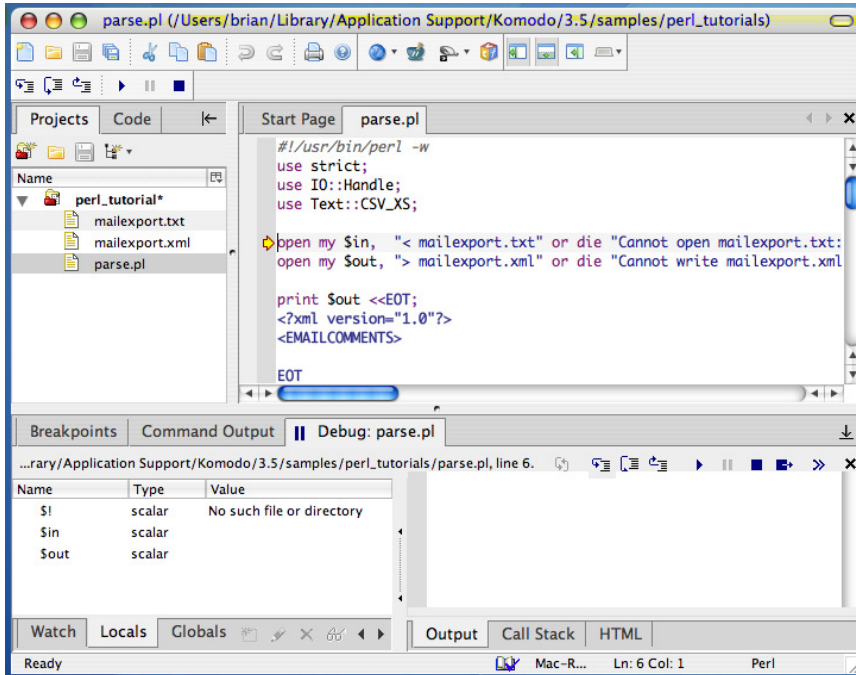 parse.pl (/Users/brian/Library/Application Support/Komodo/3.5/samples/perl_tutorials)
Projects
Code
Start Page
parse.pl
Name
perl_tutorial*
mailexport.txt
mailexport.xml
parse.pl
#!/usr/bin/perl -w
use strict;
use IO::Handle;
use Text::CSV_XS;
open my $in,  "< mailexport.txt" or die "Cannot open mailexport.txt:
open my $out, "> mailexport.xml" or die "Cannot write mailexport.xml
print $out <<EOT;
<?xml version="1.0"?>
<EMAILCOMMENTS>
EOT
Breakpoints
Command Output
Debug: parse.pl
...rary/Application Support/Komodo/3.5/samples/perl_tutorials/parse.pl, line 6.
Name Type Value
$! scalar No such file or directory
$in scalar
$out scalar
Watch
Locals
Globals
Output
Call Stack
HTML
Ready
Mac-R...
Ln: 6 Col: 1
Perl